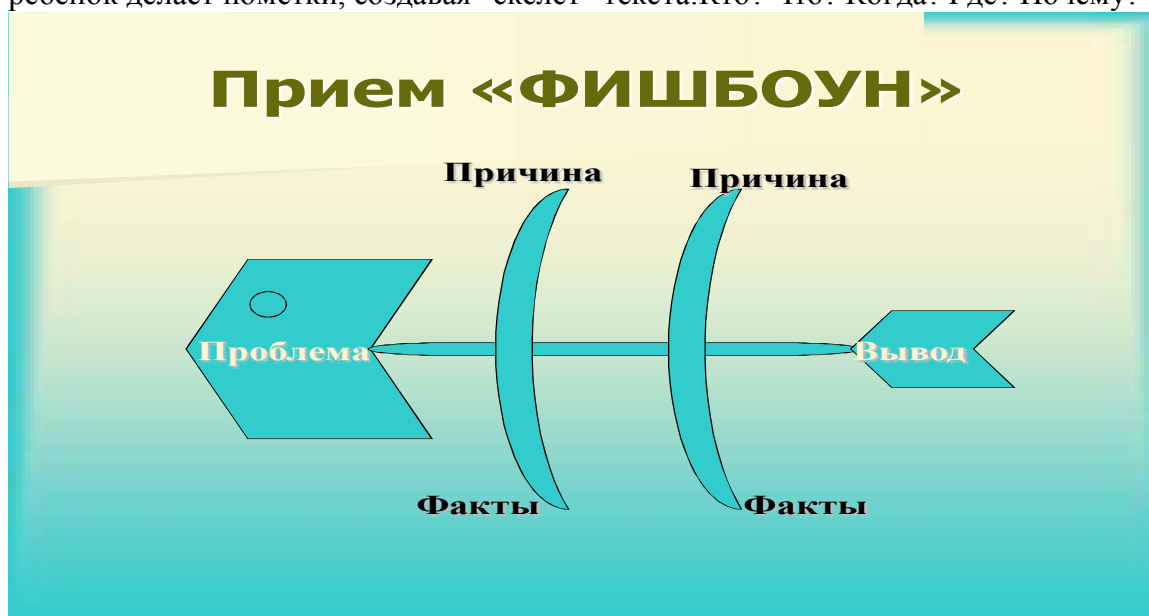 ребенок делает пометки, создавая "скелет" текста.Кто? Что? Когда? Где? Почему?
Прием «ФИШБОУН»
Причина Причина
Проблема Вывод
Факты Факты